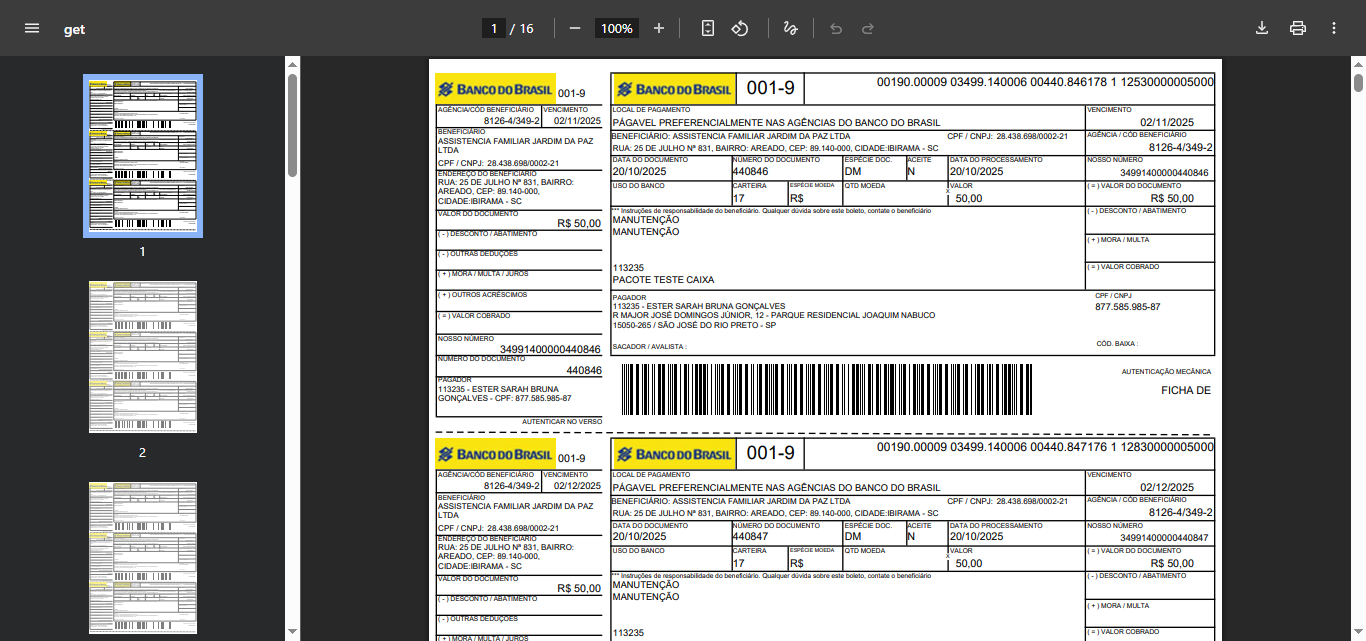 get
1 / 16
100%
1
2
BANCO DO BRASIL 001-9
AGÊNCIA/CÓD BENEFICIÁRIO VENCIMENTO
8126-4/349-2 02/11/2025
BENEFICIÁRIO
ASSISTENCIA FAMILIAR JARDIM DA PAZ
LTDA
CPF / CNPJ: 28.438.698/0002-21
ENDEREÇO DO BENEFICIÁRIO
RUA: 25 DE JULHO Nª 831, BAIRRO:
AREADO, CEP: 89.140-000,
CIDADE:IBIRAMA - SC
VALOR DO DOCUMENTO
R$ 50,00
( - ) DESCONTO / ABATIMENTO
( - ) OUTRAS DEDUÇÕES
( + ) MORA / MULTA / JUROS
( + ) OUTROS ACRÉSCIMOS
( = ) VALOR COBRADO
NOSSO NÚMERO
34991400000440846
NÚMERO DO DOCUMENTO
440846
PAGADOR
113235 - ESTER SARAH BRUNA
GONÇALVES - CPF: 877.585.985-87
AUTENTICAR NO VERSO
BANCO DO BRASIL 001-9 00190.00009 03499.140006 00440.846178 1 12530000005000
LOCAL DE PAGAMENTO VENCIMENTO
PÁGAVEL PREFERENCIALMENTE NAS AGÊNCIAS DO BANCO DO BRASIL 02/11/2025
BENEFICIÁRIO: ASSISTENCIA FAMILIAR JARDIM DA PAZ LTDA CPF / CNPJ: 28.438.698/0002-21 AGÊNCIA / CÓD BENEFICIÁRIO
RUA: 25 DE JULHO Nª 831, BAIRRO: AREADO, CEP: 89.140-000, CIDADE:IBIRAMA - SC 8126-4/349-2
DATA DO DOCUMENTO NÚMERO DO DOCUMENTO ESPÉCIE DOC. ACEITE DATA DO PROCESSAMENTO NOSSO NÚMERO
20/10/2025 440846 DM N 20/10/2025 34991400000440846
USO DO BANCO CARTEIRA ESPÉCIE MOEDA QTD MOEDA VALOR ( = ) VALOR DO DOCUMENTO
17 R$ x 50,00 R$ 50,00
*** Instruções de responsabilidade do beneficiário. Qualquer dúvida sobre este boleto, contate o beneficiário ( - ) DESCONTO / ABATIMENTO
MANUTENÇÃO
MANUTENÇÃO
( + ) MORA / MULTA
113235 ( = ) VALOR COBRADO
PACOTE TESTE CAIXA
PAGADOR CPF / CNPJ
113235 - ESTER SARAH BRUNA GONÇALVES 877.585.985-87
R MAJOR JOSÉ DOMINGOS JÚNIOR, 12 - PARQUE RESIDENCIAL JOAQUIM NABUCO
15050-265 / SÃO JOSÉ DO RIO PRETO - SP
SACADOR / AVALISTA : CÓD. BAIXA :
AUTENTICAÇÃO MECÂNICA
FICHA DE
BANCO DO BRASIL 001-9
AGÊNCIA/CÓD BENEFICIÁRIO VENCIMENTO
8126-4/349-2 02/12/2025
BENEFICIÁRIO
ASSISTENCIA FAMILIAR JARDIM DA PAZ
LTDA
CPF / CNPJ: 28.438.698/0002-21
ENDEREÇO DO BENEFICIÁRIO
RUA: 25 DE JULHO Nª 831, BAIRRO:
AREADO, CEP: 89.140-000,
CIDADE:IBIRAMA - SC
VALOR DO DOCUMENTO
R$ 50,00
( - ) DESCONTO / ABATIMENTO
( - ) OUTRAS DEDUÇÕES
( + ) MORA / MULTA / JUROS
BANCO DO BRASIL 001-9 00190.00009 03499.140006 00440.847176 1 12830000005000
LOCAL DE PAGAMENTO VENCIMENTO
PÁGAVEL PREFERENCIALMENTE NAS AGÊNCIAS DO BANCO DO BRASIL 02/12/2025
BENEFICIÁRIO: ASSISTENCIA FAMILIAR JARDIM DA PAZ LTDA CPF / CNPJ: 28.438.698/0002-21 AGÊNCIA / CÓD BENEFICIÁRIO
RUA: 25 DE JULHO Nª 831, BAIRRO: AREADO, CEP: 89.140-000, CIDADE:IBIRAMA - SC 8126-4/349-2
DATA DO DOCUMENTO NÚMERO DO DOCUMENTO ESPÉCIE DOC. ACEITE DATA DO PROCESSAMENTO NOSSO NÚMERO
20/10/2025 440847 DM N 20/10/2025 34991400000440847
USO DO BANCO CARTEIRA ESPÉCIE MOEDA QTD MOEDA VALOR ( = ) VALOR DO DOCUMENTO
17 R$ x 50,00 R$ 50,00
*** Instruções de responsabilidade do beneficiário. Qualquer dúvida sobre este boleto, contate o beneficiário ( - ) DESCONTO / ABATIMENTO
MANUTENÇÃO
MANUTENÇÃO
( + ) MORA / MULTA
113235 ( = ) VALOR COBRADO